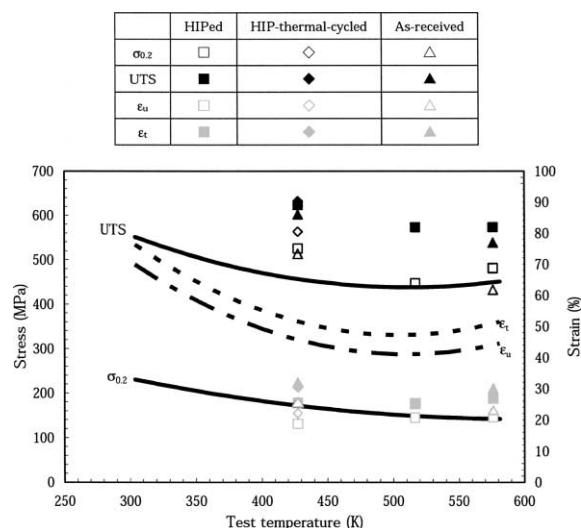 HIPed HIP-thermal-cycled As-received
σ0.2
UTS
εu
εt
700 100
600 90
500 80
400 70
300 60
200 50
100 40
0 30
20
10
0
UTS
εt
εu
σ0.2
Stress (MPa)
Strain (%)
250 300 350 400 450 500 550 600 650
Test temperature (K)